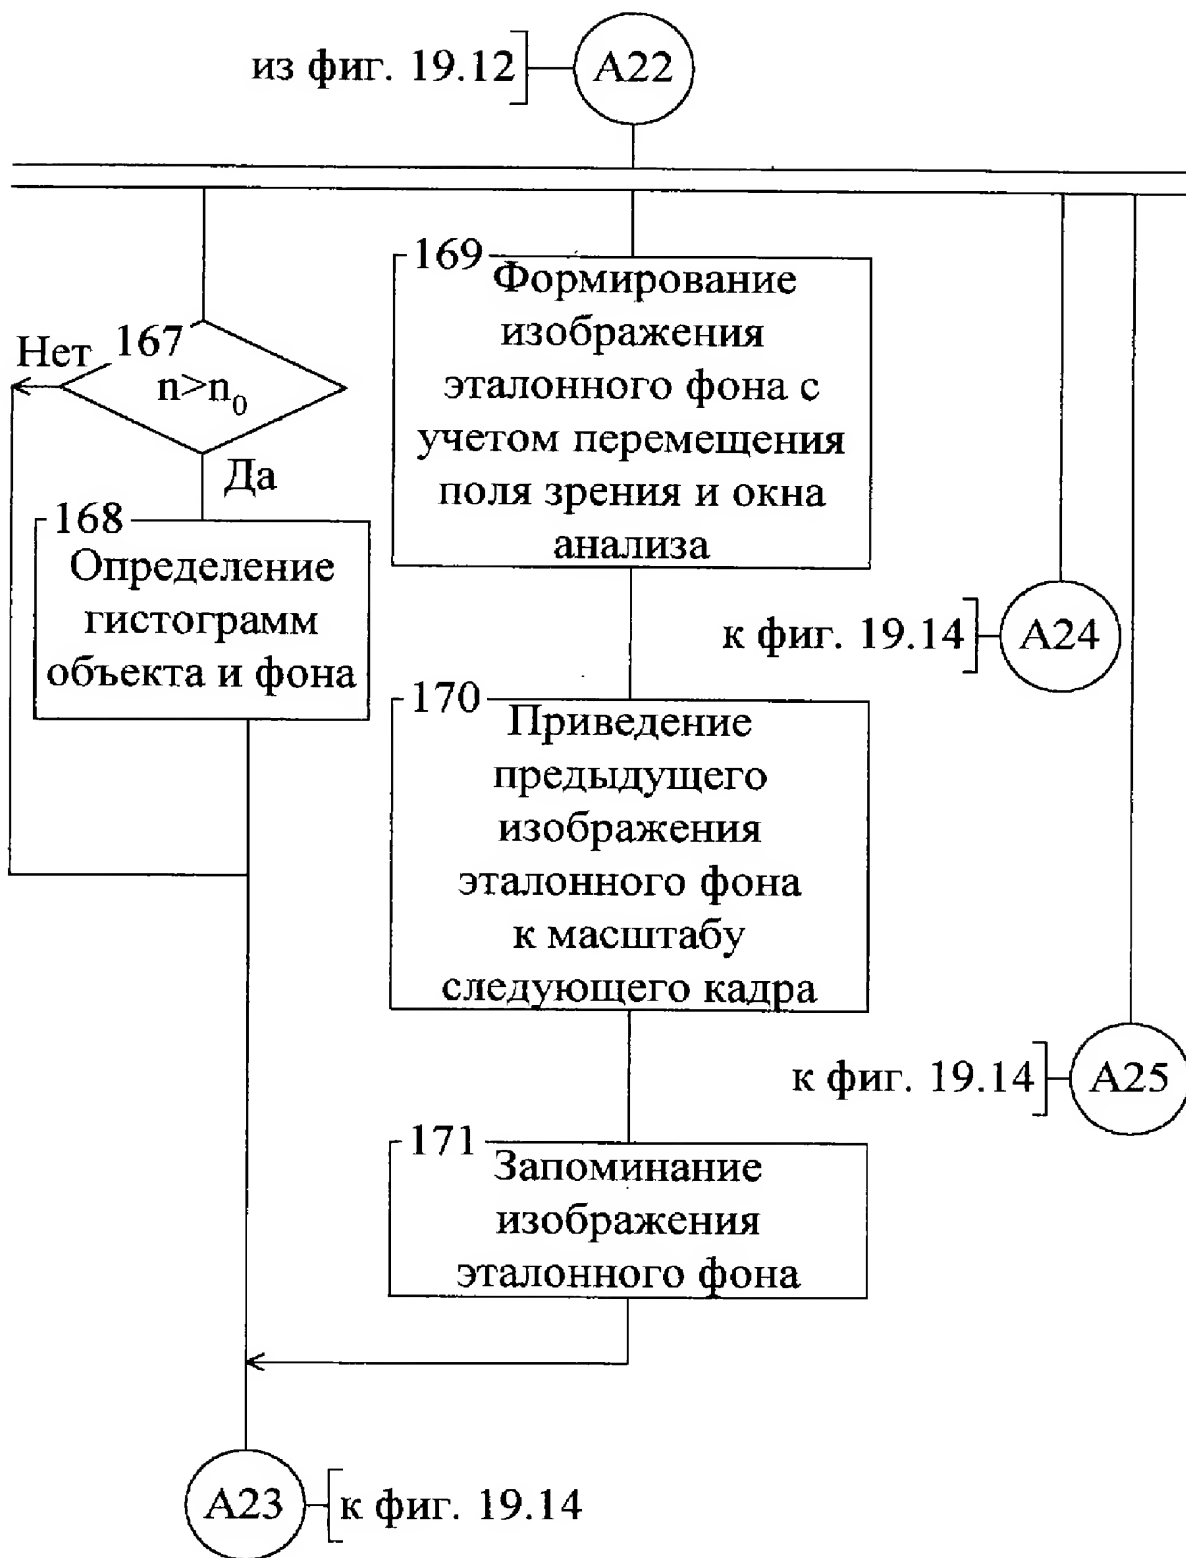 из фиг. 19.12
A22
167
Нет
n>n₀
Да
168
Определение
гистограмм
объекта и фона
169
Формирование
изображения
эталонного фона с
учетом перемещения
поля зрения и окна
анализа
к фиг. 19.14
A24
170
Приведение
предыдущего
изображения
эталонного фона
к масштабу
следующего кадра
к фиг. 19.14
A25
171
Запоминание
изображения
эталонного фона
A23
к фиг. 19.14